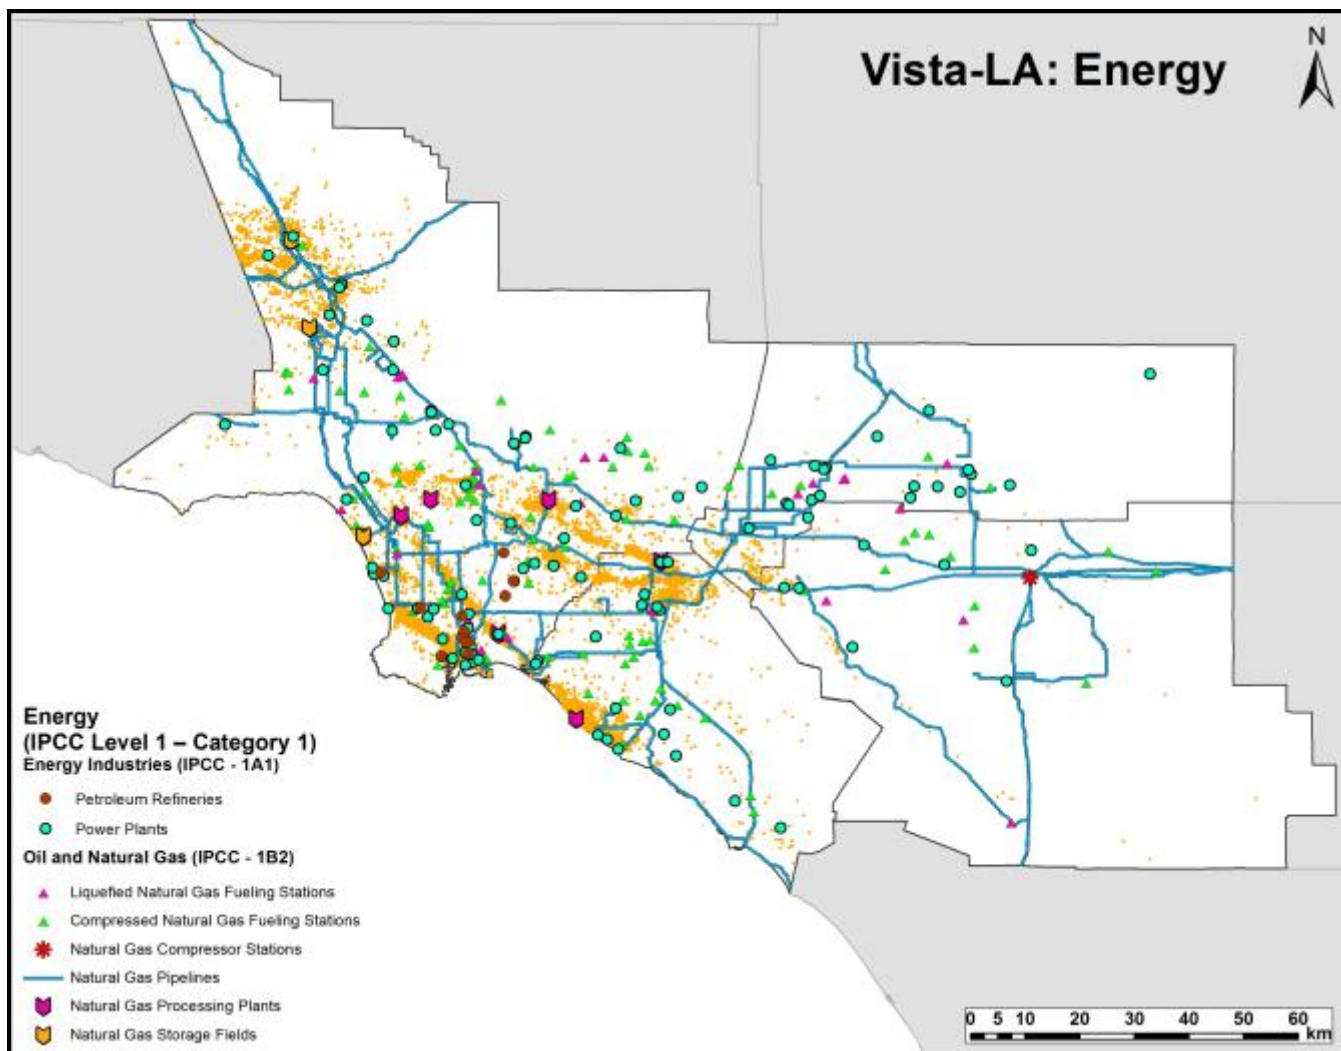 Vista-LA: Energy
N
Energy
(IPCC Level 1 – Category 1)
Energy Industries (IPCC - 1A1)
Petroleum Refineries
Power Plants
Oil and Natural Gas (IPCC - 1B2)
Liquefied Natural Gas Fueling Stations
Compressed Natural Gas Fueling Stations
Natural Gas Compressor Stations
Natural Gas Pipelines
Natural Gas Processing Plants
Natural Gas Storage Fields
0 5 10 20 30 40 50 60
km